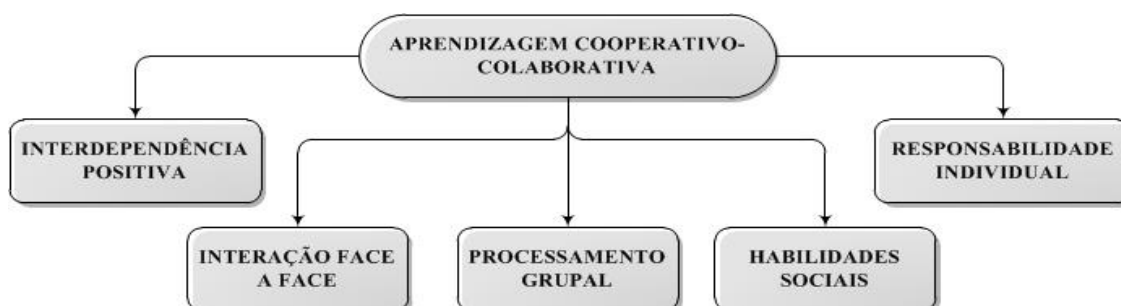 APRENDIZAGEM COOPERATIVO-
COLABORATIVA
INTERDEPENDÊNCIA
POSITIVA
RESPONSABILIDADE
INDIVIDUAL
INTERAÇÃO FACE
A FACE
PROCESSAMENTO
GRUPAL
HABILIDADES
SOCIAIS